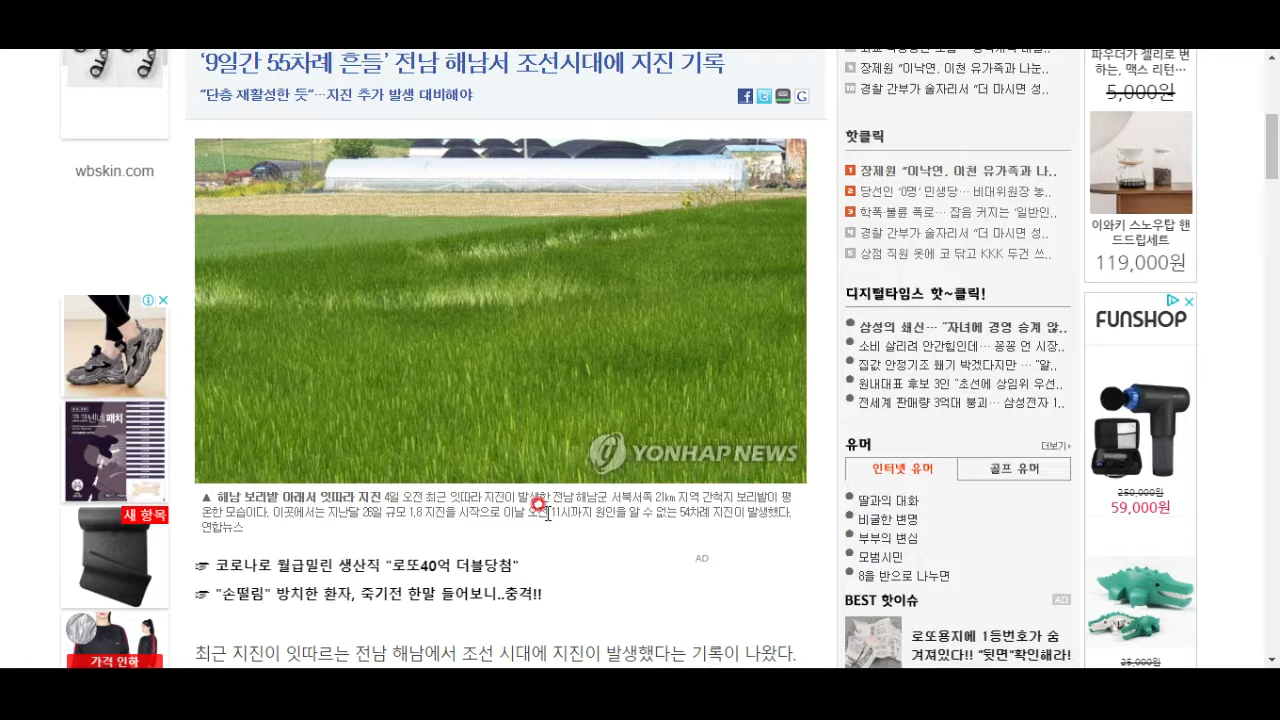 '9일간 55차례 흔들' 전남 해남서 조선시대에 지진 기록
"단층 재활성한 듯"…지진 추가 발생 대비해야
wbskin.com
YONHAP NEWS
▲ 해남 보리밭 아래서 잇따라 지진 4일 오전 최근 잇따라 지진이 발생한 전남 해남군 서북서쪽 21㎞ 지역 간척지 보리밭이 평
온한 모습이다. 이곳에서는 지난달 26일 규모 1.8 지진을 시작으로 이날 오전 11시까지 원인을 알 수 없는 54차례 지진이 발생했다.
연합뉴스
☞ 코로나로 월급밀린 생산직 "로또40억 더블당첨"
AD
☞ "손떨림" 방치한 환자, 죽기전 한말 들어보니..충격!!
최근 지진이 잇따르는 전남 해남에서 조선 시대에 지진이 발생했다는 기록이 나왔다.
새 항목
가격 인하
9 장제원 "이낙연, 이천 유가족과 나눈..
10 경찰 간부가 술자리서 "더 마시면 성..
핫클릭
1 장제원 "이낙연, 이천 유가족과 나..
2 당선인 '0명' 민생당… 비대위원장 놓..
3 학폭·불륜 폭로… 잡음 커지는 '일반인..
4 경찰 간부가 술자리서 "더 마시면 성..
5 상점 직원 옷에 코 닦고 KKK 두건 쓰..
디지털타임스 핫~클릭!
삼성의 쇄신… "자녀에 경영 승계 않..
소비 살리려 안간힘인데… 꽁꽁 언 시장..
집값 안정기조 쐐기 박겠다지만 … "알..
원내대표 후보 3인 "초선에 상임위 우선..
전세계 판매량 3억대 붕괴… 삼성전자 1..
유머
더보기›
인터넷 유머
골프 유머
딸과의 대화
비굴한 변명
부부의 변심
모범시민
8을 반으로 나누면
BEST 핫이슈
AD
로또용지에 1등번호가 숨
겨져있다!! "뒷면"확인해라!
파우더가 젤리로 변
하는, 맥스 리턴…
5,000원
이와키 스노우탑 핸
드드립세트
119,000원
FUNSHOP
250,000원
59,000원
25,000원